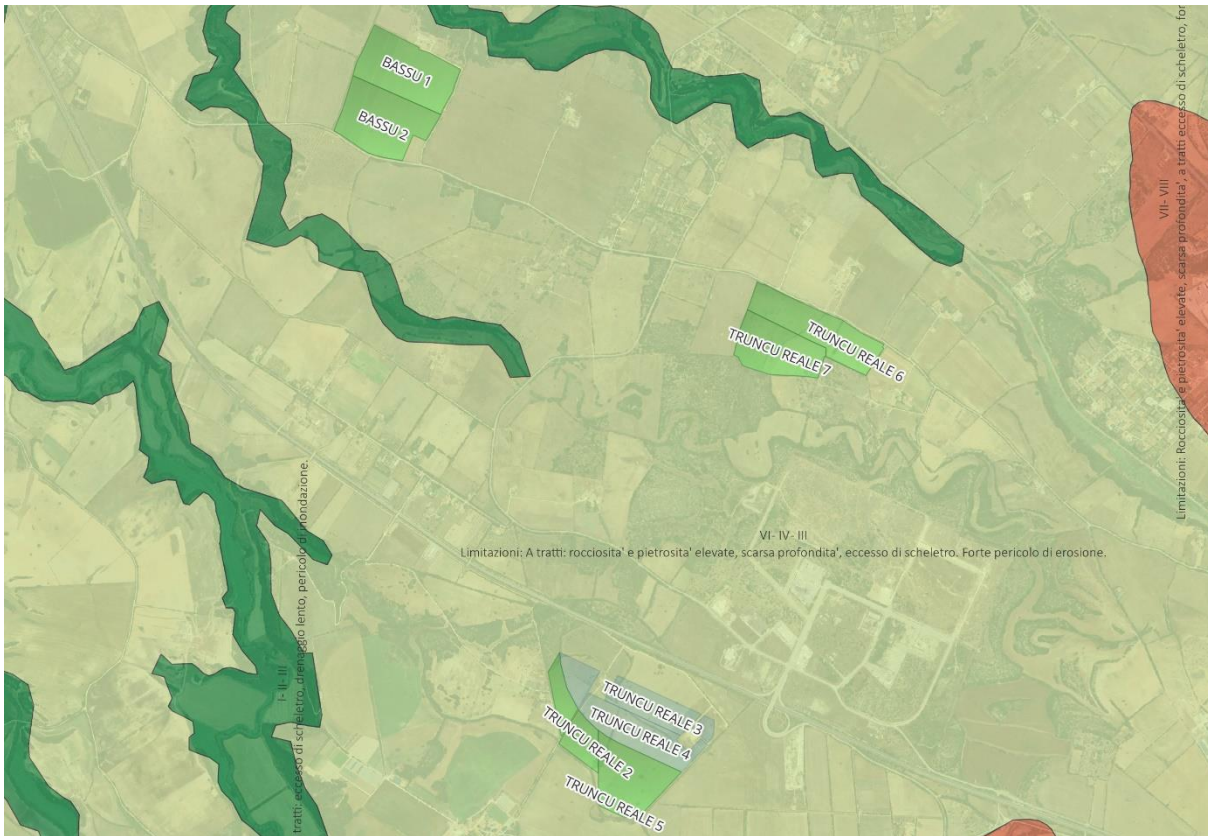 BASSU 1
BASSU 2
TRUNCU REALE 6
TRUNCU REALE 7
VII- VIII
Limitazioni: Rocciosita' e pietrosita' elevate, scarsa profondita', a tratti eccesso di scheletro, for
VI- IV- III
Limitazioni: A tratti: rocciosita' e pietrosita' elevate, scarsa profondita', eccesso di scheletro. Forte pericolo di erosione.
I- II- III
tratti: eccesso di scheletro, drenaggio lento, pericolo di inondazione.
TRUNCU REALE 3
TRUNCU REALE 4
TRUNCU REALE 2
TRUNCU REALE 5